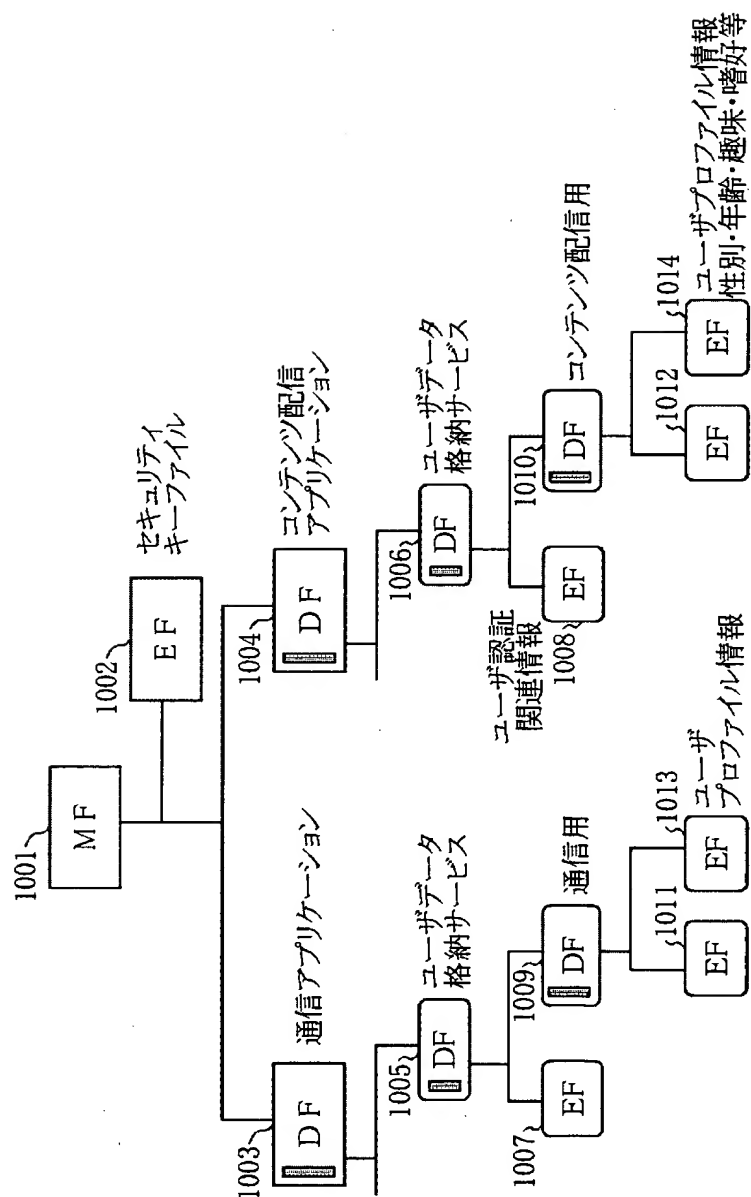 1001
MF
1002
EF
セキュリティ
キーファイル
1003
DF
通信アプリケーション
1004
DF
コンテンツ配信
アプリケーション
1005
DF
ユーザデータ
格納サービス
1006
DF
ユーザデータ
格納サービス
1007
EF
1009
DF
通信用
ユーザ認証
関連情報
1008
EF
1010
DF
コンテンツ配信用
1011
EF
1013
EF
ユーザ
プロファイル情報
1012
EF
1014
EF
ユーザプロファイル情報
性別・年齢・趣味・嗜好等